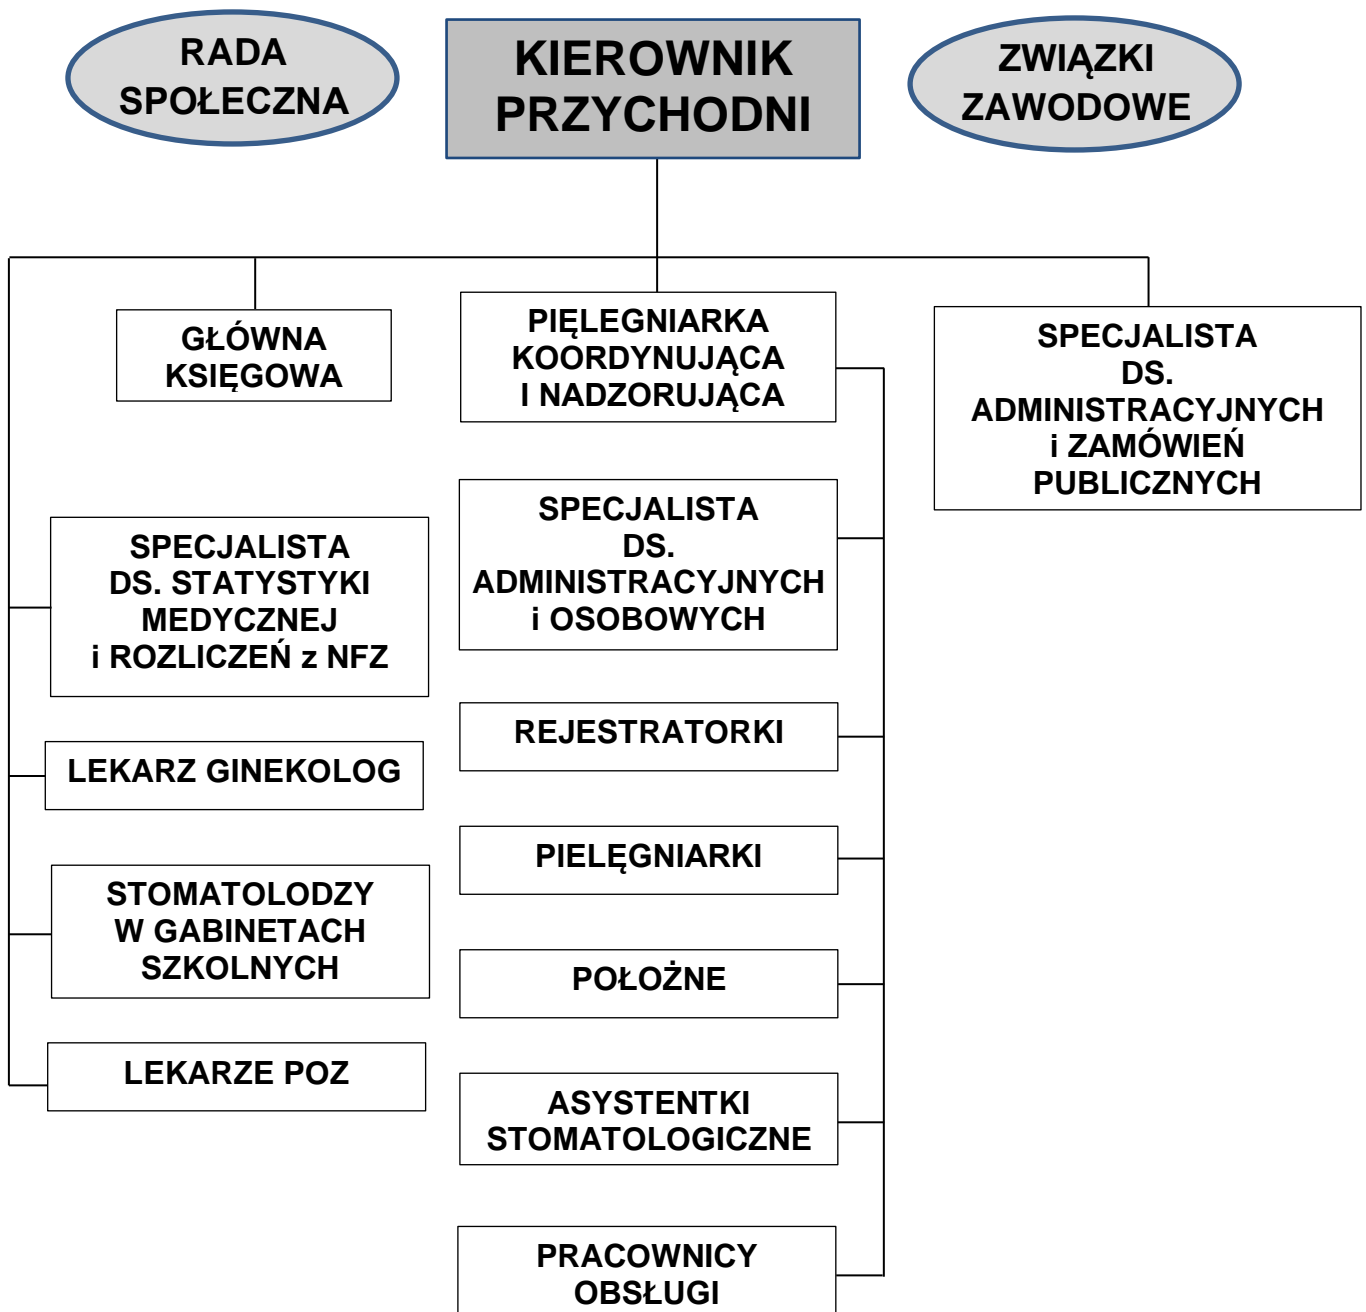 RADA
SPOŁECZNA
KIEROWNIK
PRZYCHODNI
ZWIĄZKI
ZAWODOWE
GŁÓWNA
KSIĘGOWA
PIĘLEGNIARKA
KOORDYNUJĄCA
I NADZORUJĄCA
SPECJALISTA
DS.
ADMINISTRACYJNYCH
i ZAMÓWIEŃ
PUBLICZNYCH
SPECJALISTA
DS. STATYSTYKI
MEDYCZNEJ
i ROZLICZEŃ z NFZ
SPECJALISTA
DS.
ADMINISTRACYJNYCH
i OSOBOWYCH
LEKARZ GINEKOLOG
REJESTRATORKI
STOMATOLODZY
W GABINETACH
SZKOLNYCH
PIELĘGNIARKI
POŁOŻNE
LEKARZE POZ
ASYSTENTKI
STOMATOLOGICZNE
PRACOWNICY
OBSŁUGI